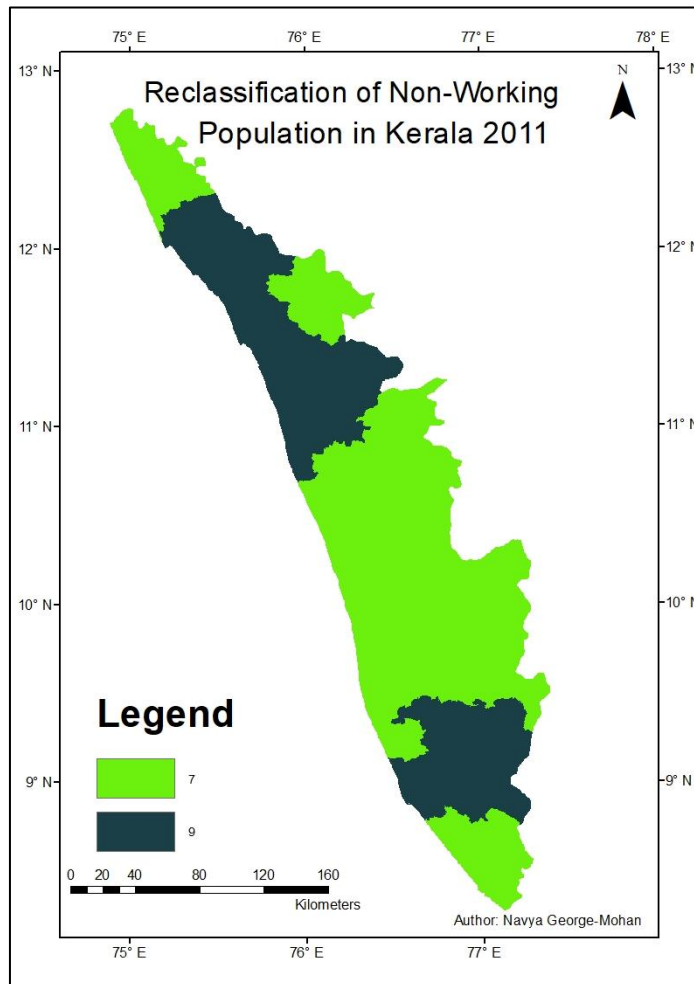 75° E
76° E
77° E
78° E
13° N
13° N
Reclassification of Non-Working
Population in Kerala 2011
N
12° N
12° N
11° N
11° N
10° N
10° N
9° N
9° N
Legend
7
9
0 20 40 80 120 160
Kilometers
Author: Navya George-Mohan
75° E
76° E
77° E